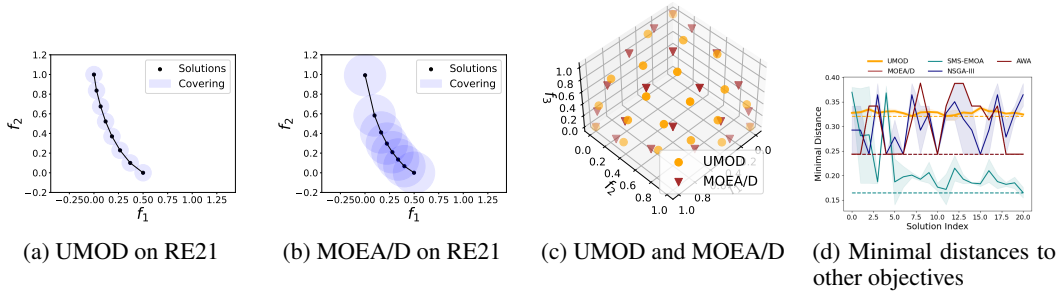 1.2
1.0
0.8
0.6
0.4
0.2
0.0
−0.2
f2
Solutions
Covering
−0.25 0.00 0.25 0.50 0.75 1.00 1.25
f1
(a) UMOD on RE21
1.2
1.0
0.8
0.6
0.4
0.2
0.0
−0.2
f2
Solutions
Covering
−0.25 0.00 0.25 0.50 0.75 1.00 1.25
f1
(b) MOEA/D on RE21
1.0
0.8
0.6
0.4
0.2
0.0
f3
0.0
0.2
0.4
0.6
0.8
1.0
f2
0.0
0.2
1.0
UMOD
MOEA/D
(c) UMOD and MOEA/D
UMOD SMS-EMOA AWA
MOEA/D NSGA-III
0.40
0.35
0.30
0.25
0.20
Minimal Distance
0.0 2.5 5.0 7.5 10.0 12.5 15.0 17.5 20.0
Solution Index
(d) Minimal distances to
other objectives